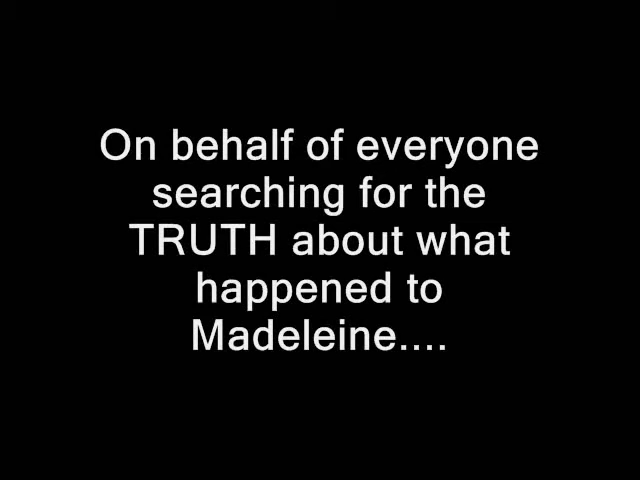 On behalf of everyone
searching for the
TRUTH about what
happened to
Madeleine....